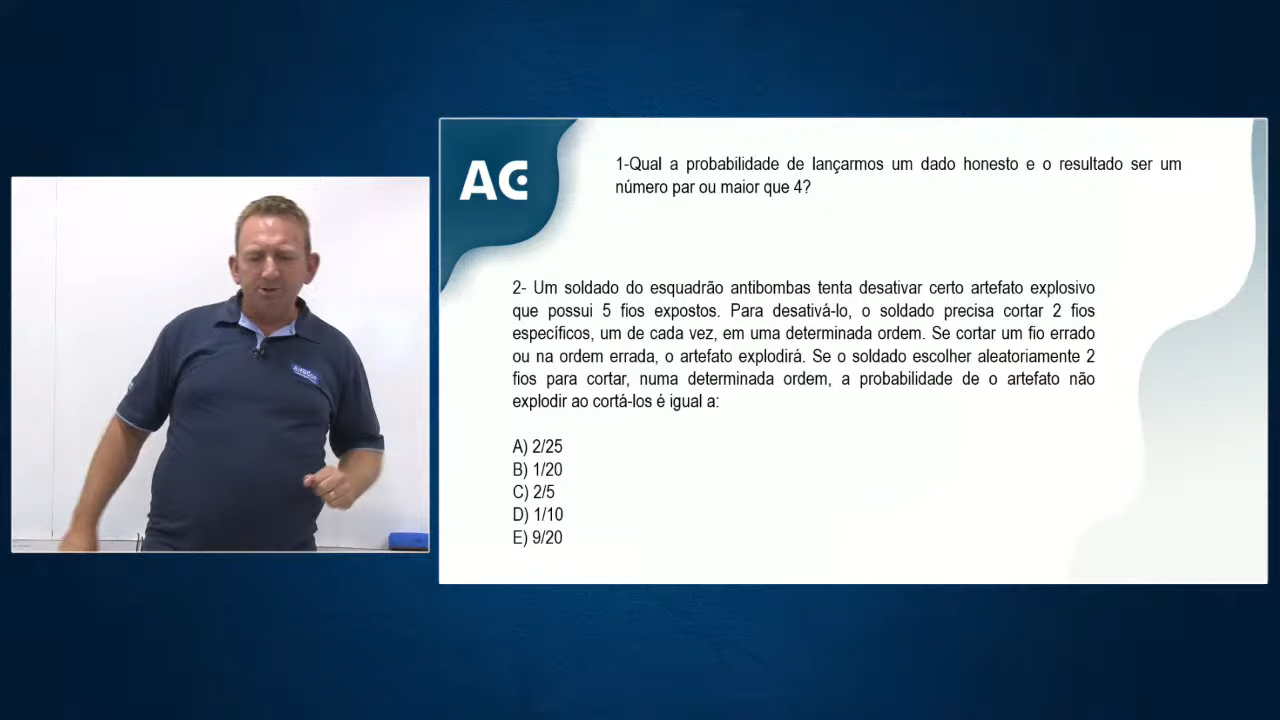 AC
1-Qual a probabilidade de lançarmos um dado honesto e o resultado ser um
número par ou maior que 4?
2- Um soldado do esquadrão antibombas tenta desativar certo artefato explosivo
que possui 5 fios expostos. Para desativá-lo, o soldado precisa cortar 2 fios
específicos, um de cada vez, em uma determinada ordem. Se cortar um fio errado
ou na ordem errada, o artefato explodirá. Se o soldado escolher aleatoriamente 2
fios para cortar, numa determinada ordem, a probabilidade de o artefato não
explodir ao cortá-los é igual a:
A) 2/25
B) 1/20
C) 2/5
D) 1/10
E) 9/20
AlfaCon